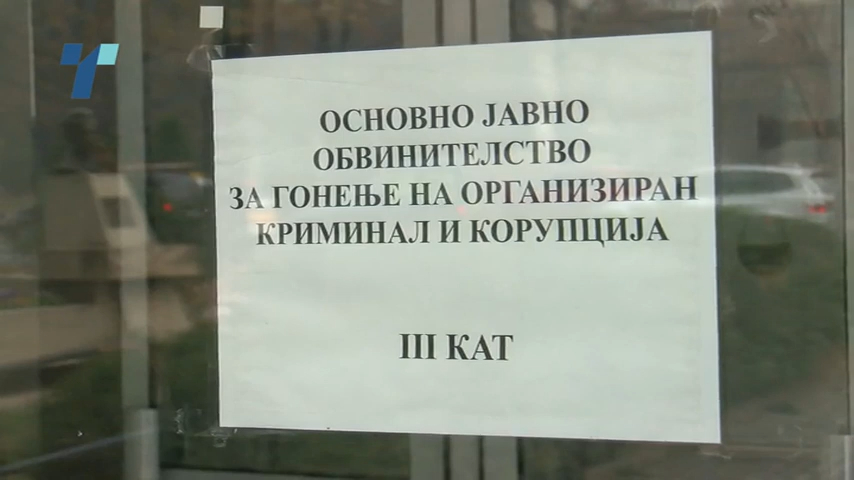 ОСНОВНО ЈАВНО
ОБВИНИТЕЛСТВО
ЗА ГОНЕЊЕ НА ОРГАНИЗИРАН
КРИМИНАЛ И КОРУПЦИЈА
III КАТ